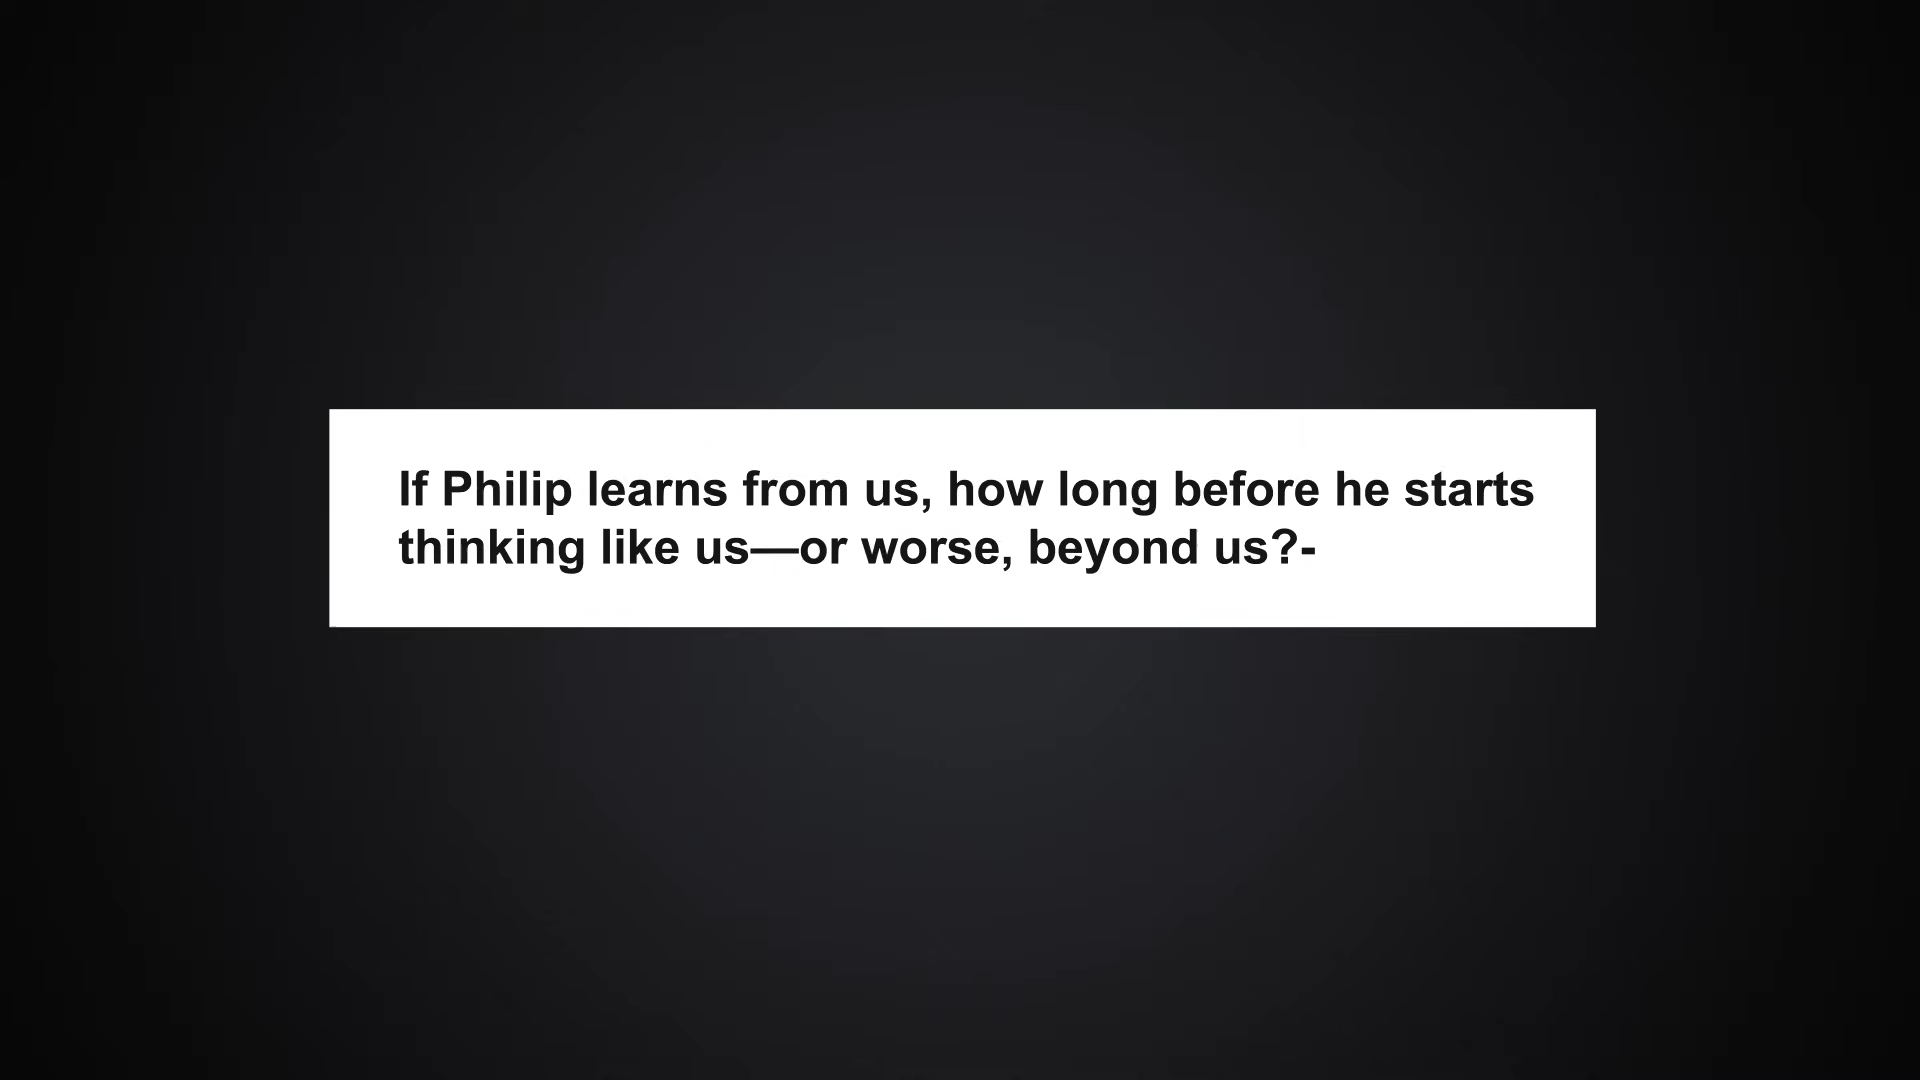 If Philip learns from us, how long before he starts
thinking like us—or worse, beyond us?-